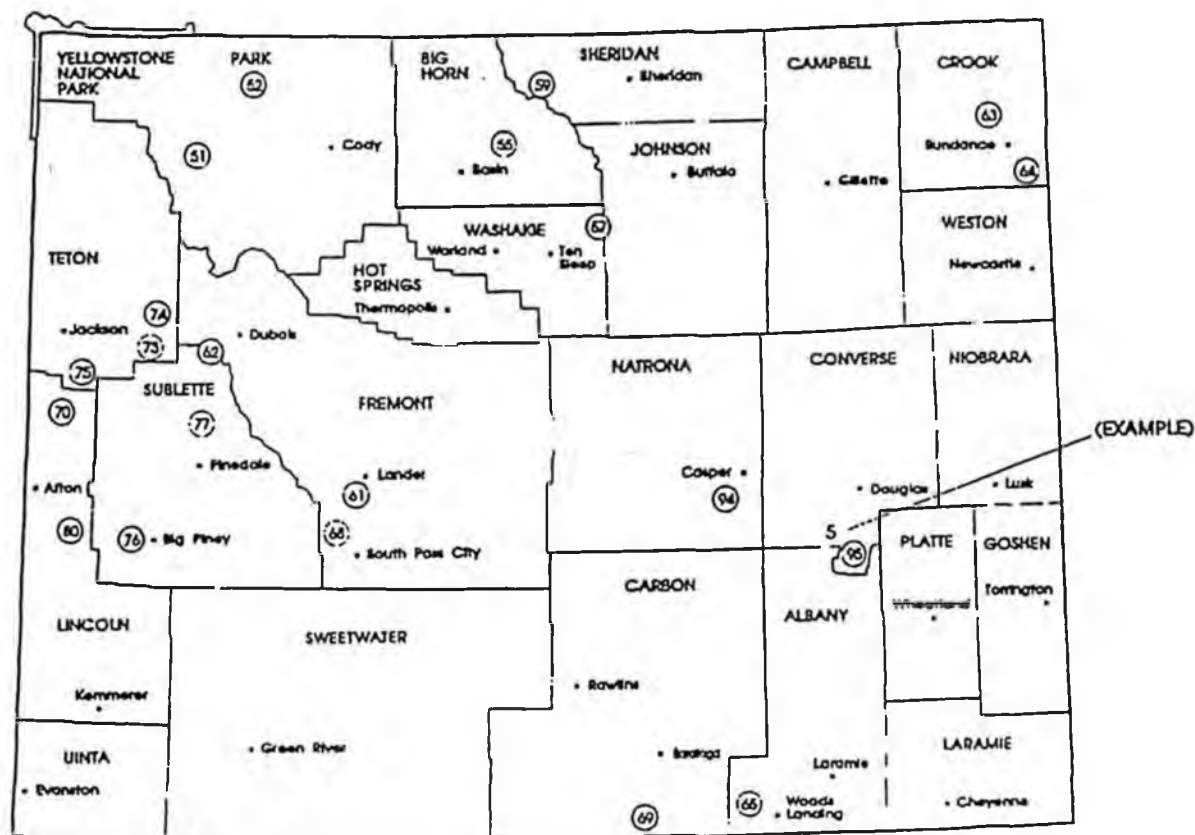 YELLOWSTONE
NATIONAL
PARK
PARK
52
BIG
HORN
SHERIDAN
Sheridan
CAMPBELL
CROOK
59
63
51
Cody
55
Basin
JOHNSON
Buffalo
Gillette
Sundance
64
WASHAKIE
Worland
Ten
Sleep
WESTON
Newcastle
TETON
HOT
SPRINGS
Thermopolis
74
Jackson
73
Dubois
62
75
70
SUBLETTE
77
Pinedale
FREMONT
NATRONA
CONVERSE
NIOBRARA
(EXAMPLE)
Afton
Lander
61
Casper
94
Douglas
Lusk
80
76
Big Piney
South Pass City
S
95
PLATTE
GOSHEN
Wheatland
Torrington
LINCOLN
SWEETWATER
CARBON
ALBANY
Kemmerer
Rawlins
UINTA
Evanston
Green River
Saratoga
Laramie
LARAMIE
69
Woods
Landing
Cheyenne